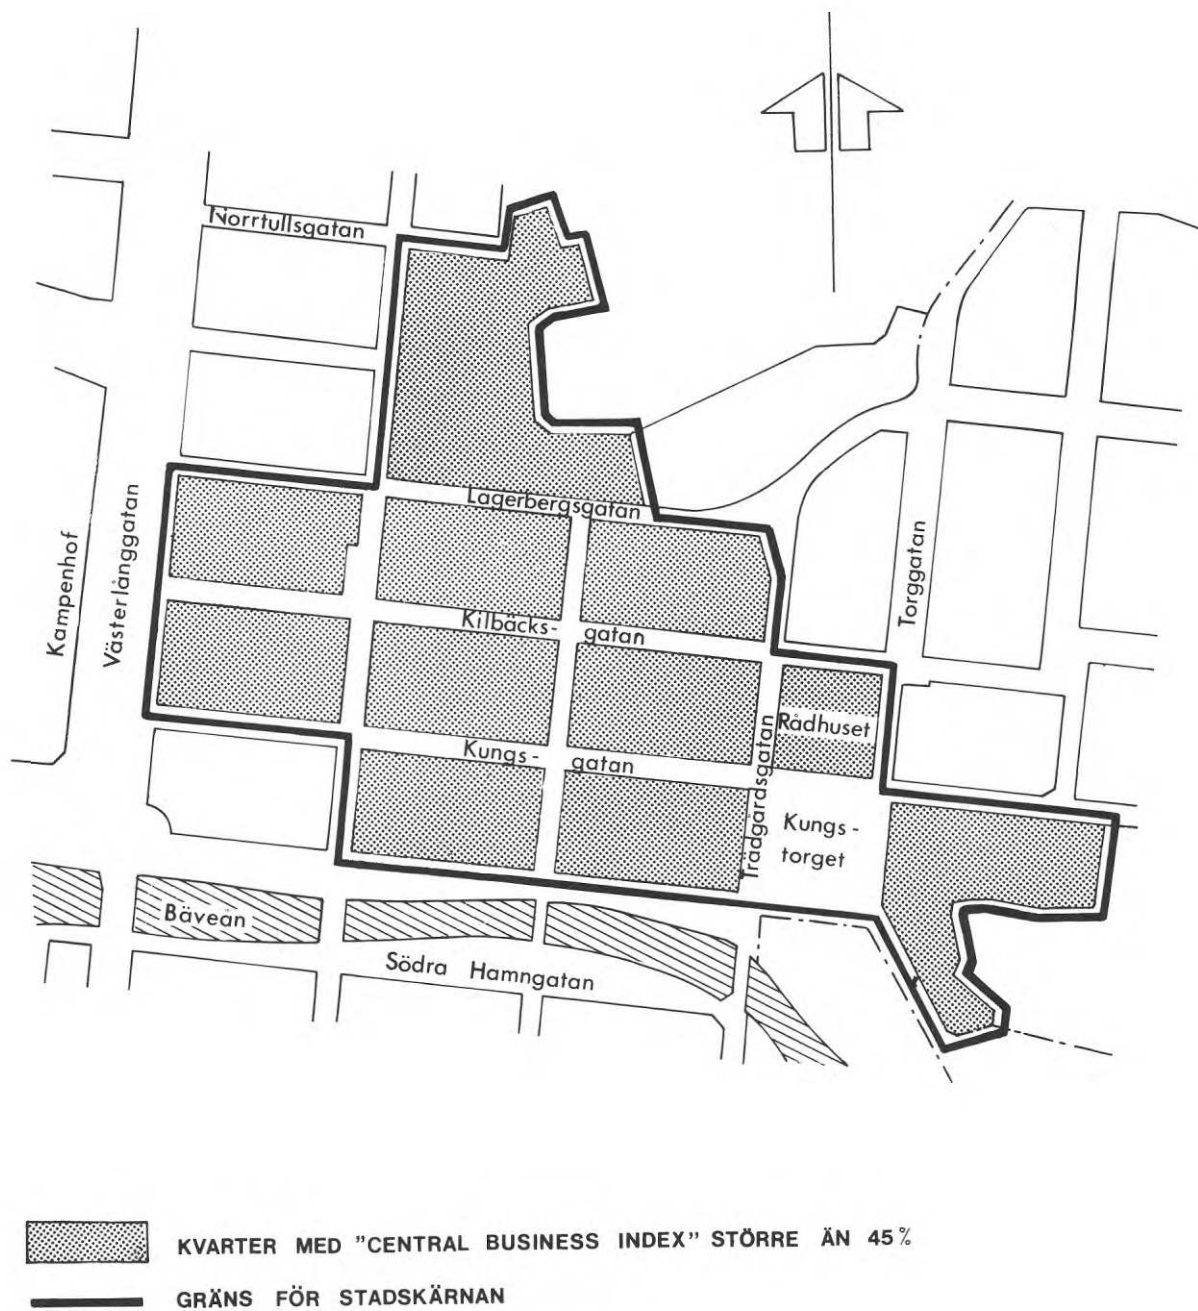 Norrtullsgatan
Lagerbergsgatan
Kampenhof
Västerlånggatan
Torggatan
Kilbäcks- gatan
Rådhuset
Kungs- gatan
Trädgårdsgatan
Kungs-
torget
Bäveån
Södra Hamngatan
KVARTER MED "CENTRAL BUSINESS INDEX" STÖRRE ÄN 45%
GRÄNS FÖR STADSKÄRNAN